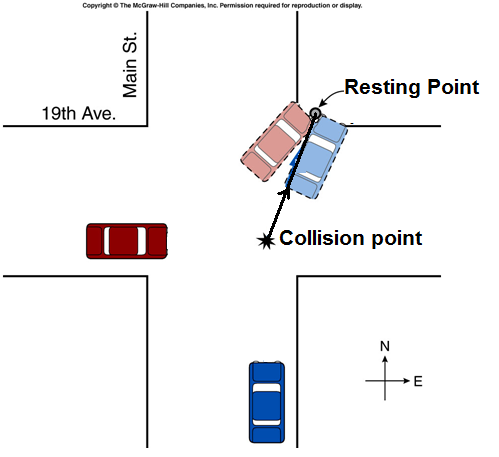 Copyright © The McGraw-Hill Companies, Inc. Permission required for reproduction or display.
Main St.
19th Ave.
Resting Point
Collision point
N
E